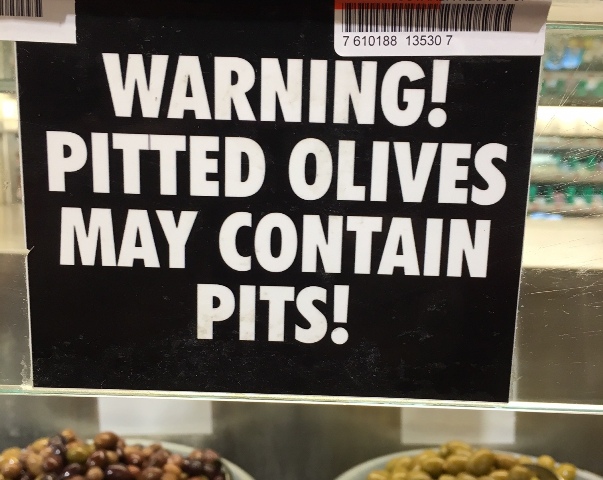 7 610188 13530 7
WARNING!
PITTED OLIVES
MAY CONTAIN
PITS!